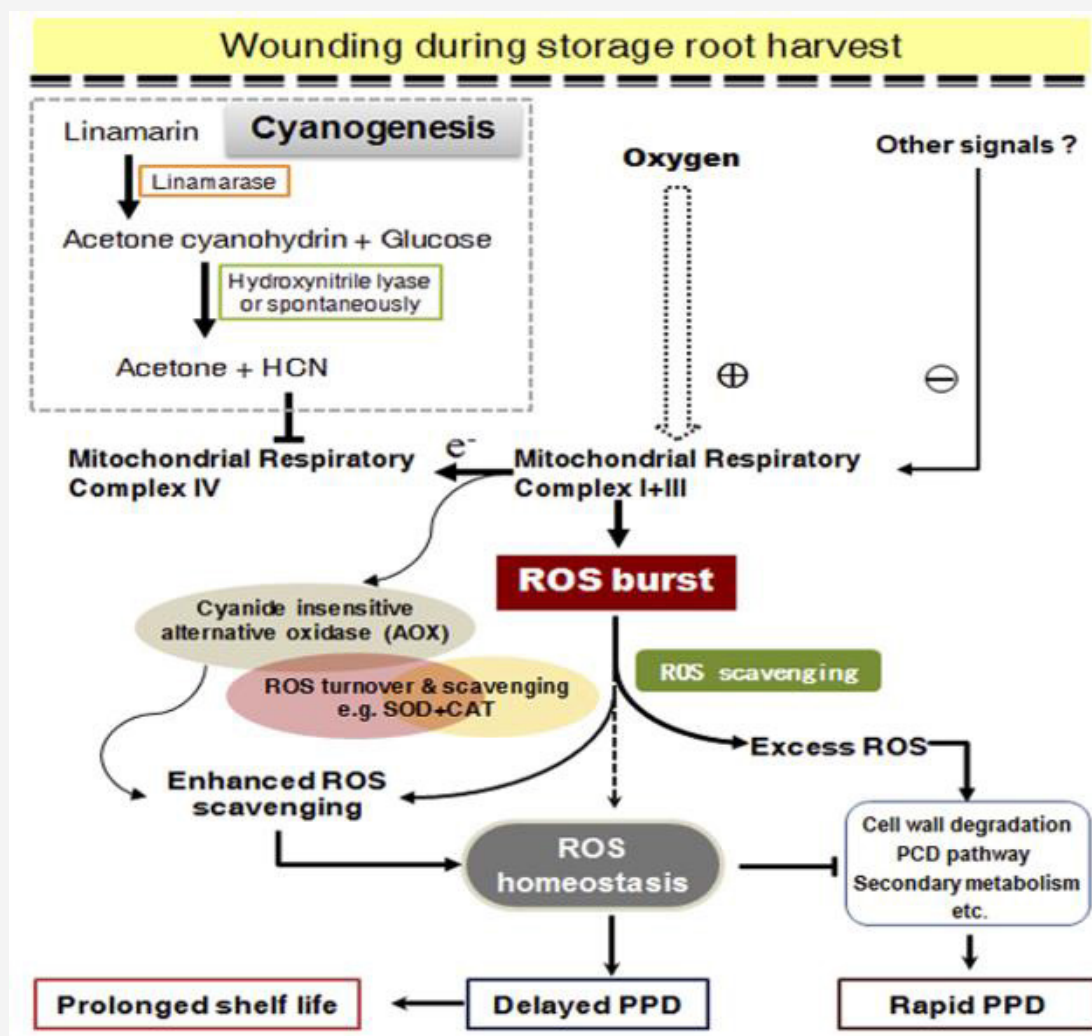 Wounding during storage root harvest
Linamarin
Cyanogenesis
Linamarase
Acetone cyanohydrin + Glucose
Hydroxynitrile lyase
or spontaneously
Acetone + HCN
Oxygen
Other signals ?
⊕
⊖
e-
Mitochondrial Respiratory
Complex IV
Mitochondrial Respiratory
Complex I+III
ROS burst
Cyanide insensitive
alternative oxidase (AOX)
ROS turnover & scavenging
e.g. SOD+CAT
ROS scavenging
Excess ROS
Enhanced ROS
scavenging
ROS
homeostasis
Cell wall degradation
PCD pathway
Secondary metabolism
etc.
Prolonged shelf life
Delayed PPD
Rapid PPD